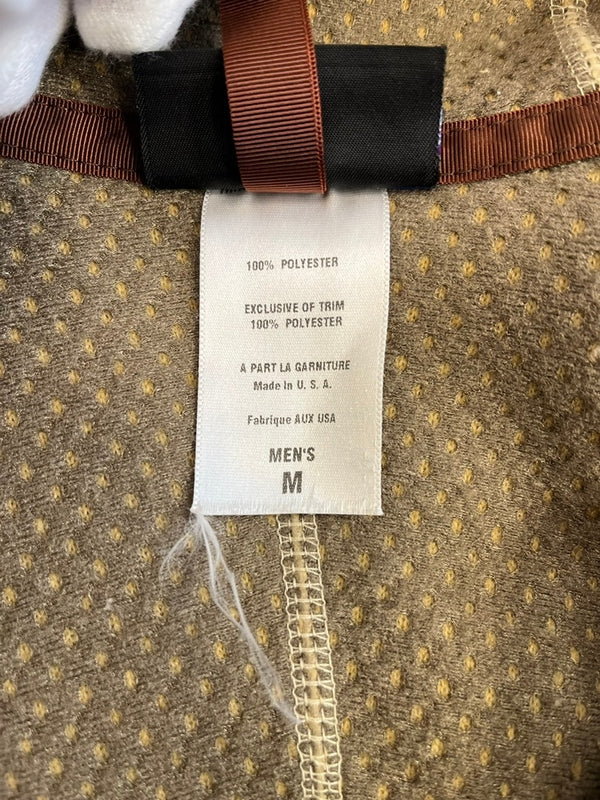 100% POLYESTER
EXCLUSIVE OF TRIM
100% POLYESTER
A PART LA GARNITURE
Made In U. S. A.
Fabrique AUX USA
MEN'S
M